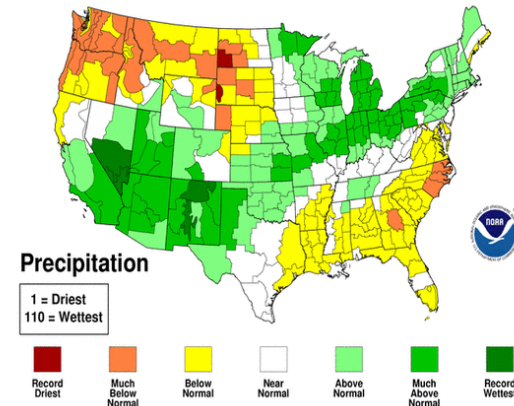 NOAA
Precipitation
1 = Driest
110 = Wettest
Record
Driest
Much
Below
Normal
Below
Normal
Near
Normal
Above
Normal
Much
Above
Normal
Record
Wettest